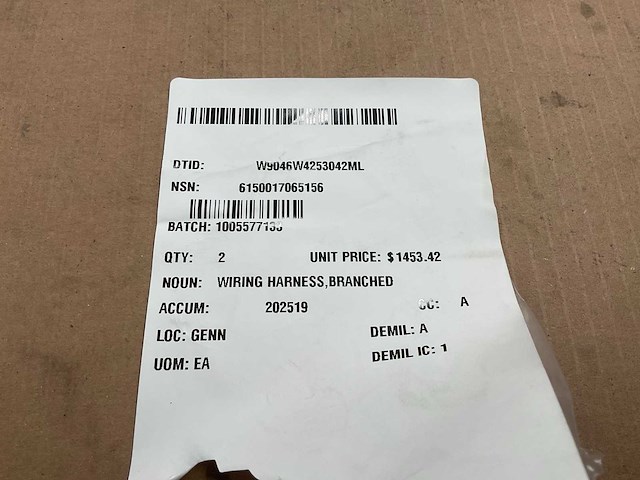 DTID: W9046W4253042ML
NSN: 6150017065156
BATCH:
QTY: 2 UNIT PRICE: $1453.42
NOUN: WIRING HARNESS,BRANCHED
ACCUM: 202519 CC: A
LOC: GENN DEMIL: A
UOM: EA DEMIL IC: 1